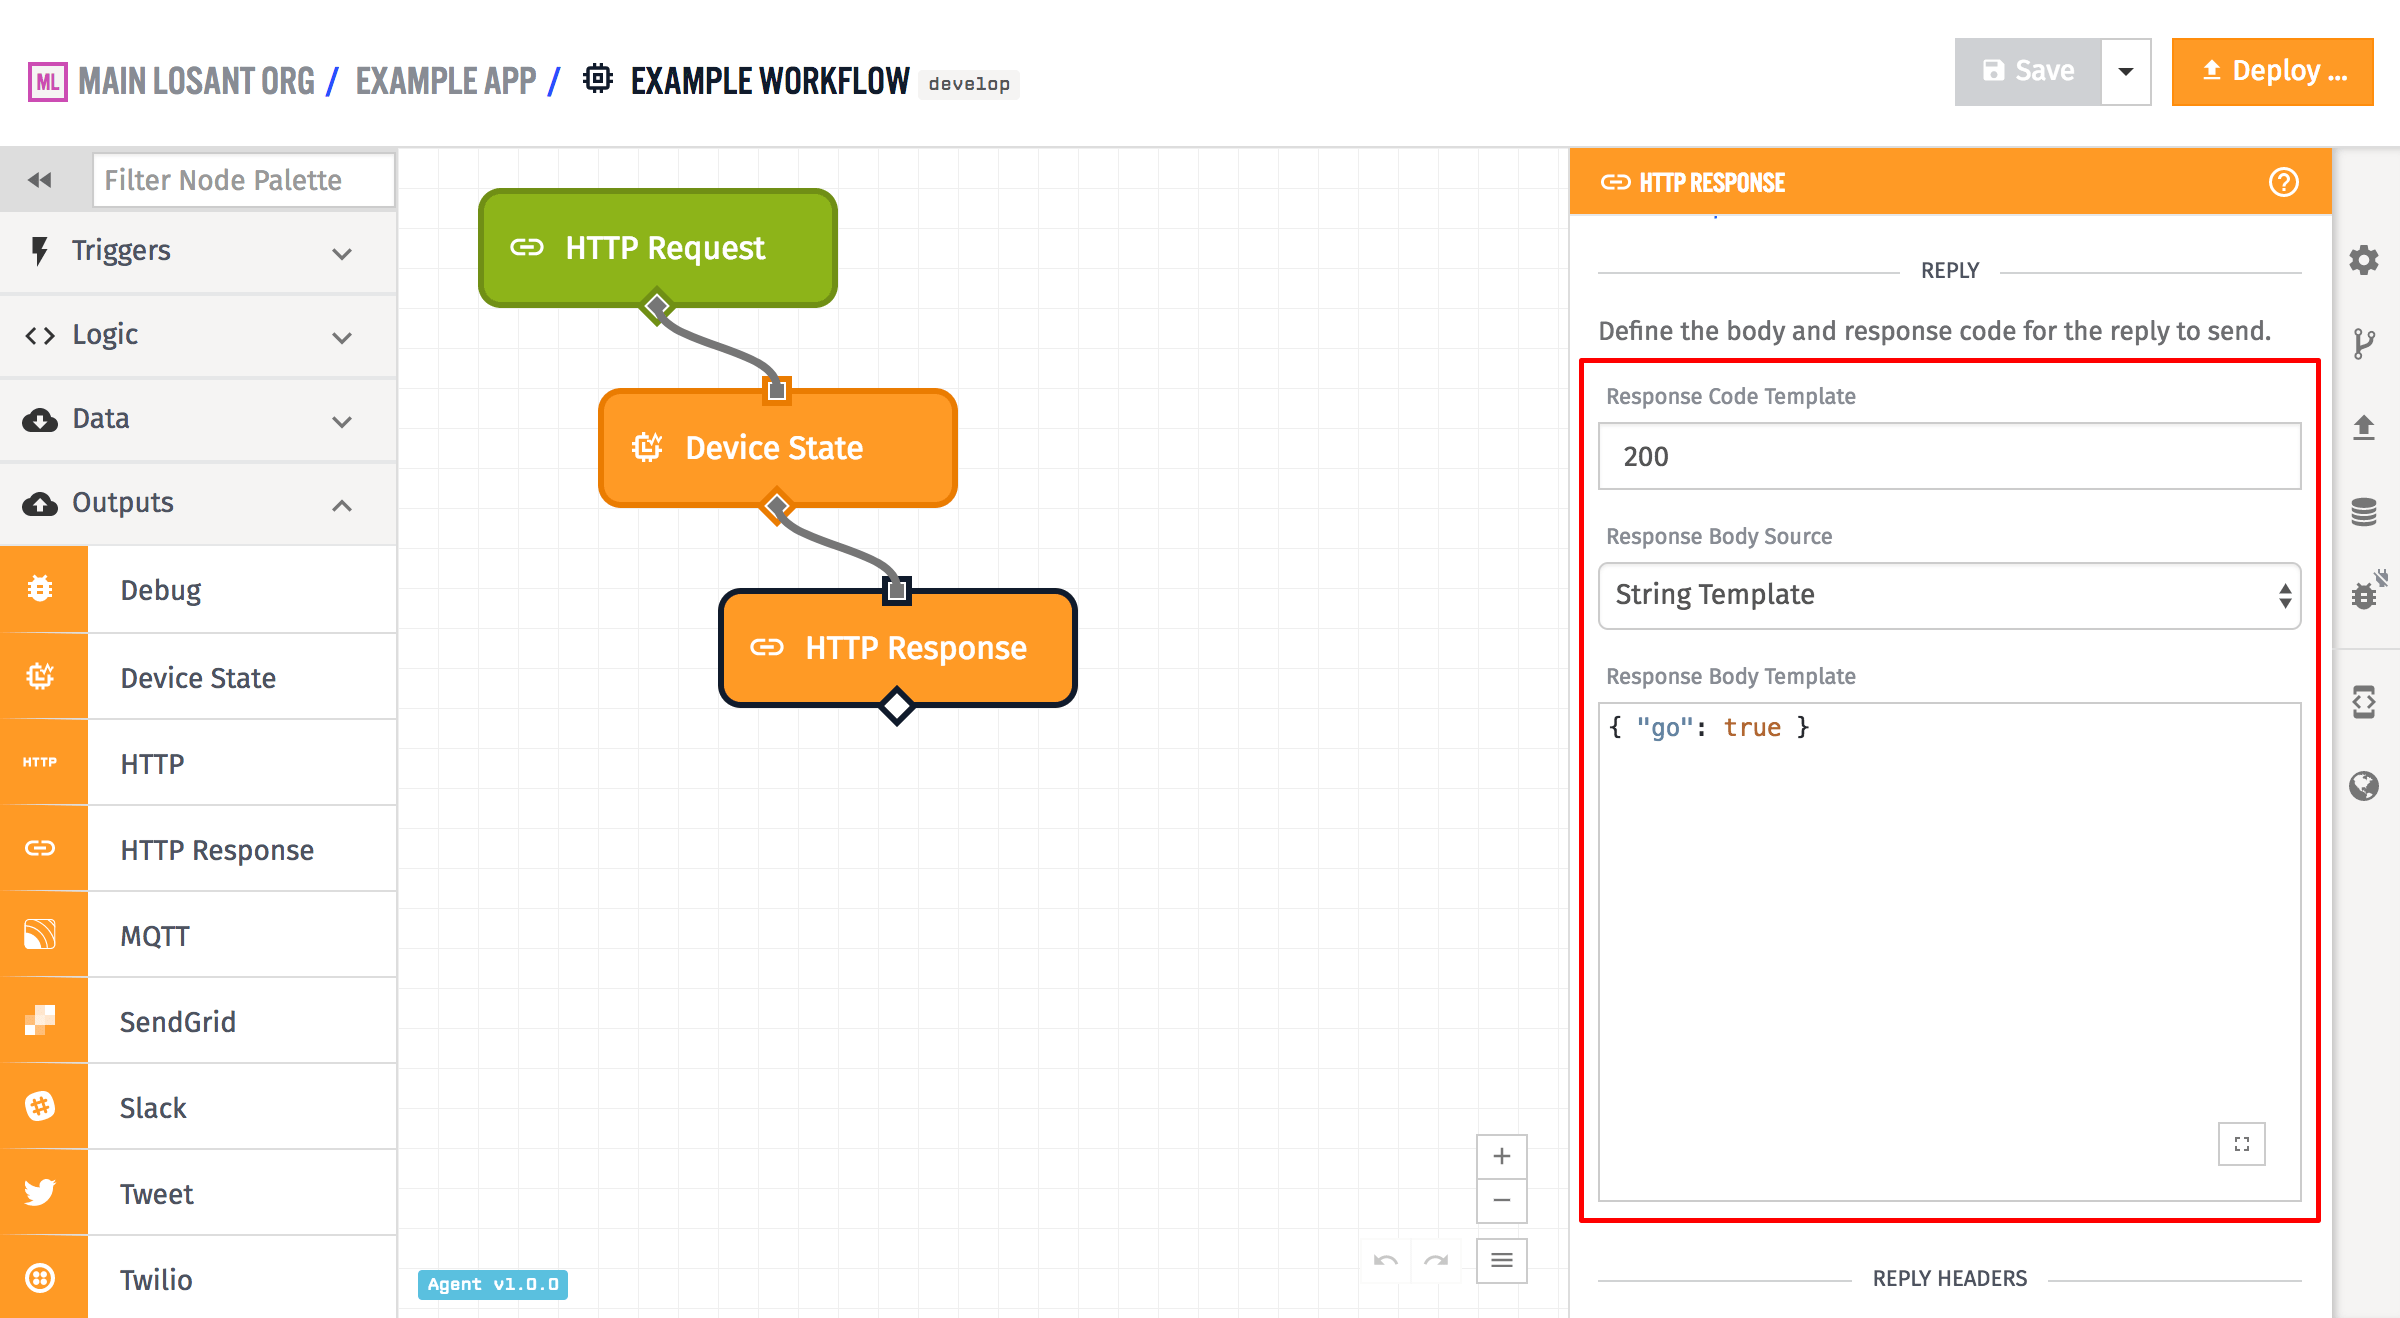 ML MAIN LOSANT ORG / EXAMPLE APP / EXAMPLE WORKFLOW develop
Save
Deploy ...
Filter Node Palette
Triggers
Logic
Data
Outputs
Debug
Device State
HTTP HTTP
HTTP Response
MQTT
SendGrid
Slack
Tweet
Twilio
HTTP Request
Device State
HTTP Response
Agent v1.0.0
HTTP RESPONSE
REPLY
Define the body and response code for the reply to send.
Response Code Template
200
Response Body Source
String Template
Response Body Template
{ "go": true }
REPLY HEADERS